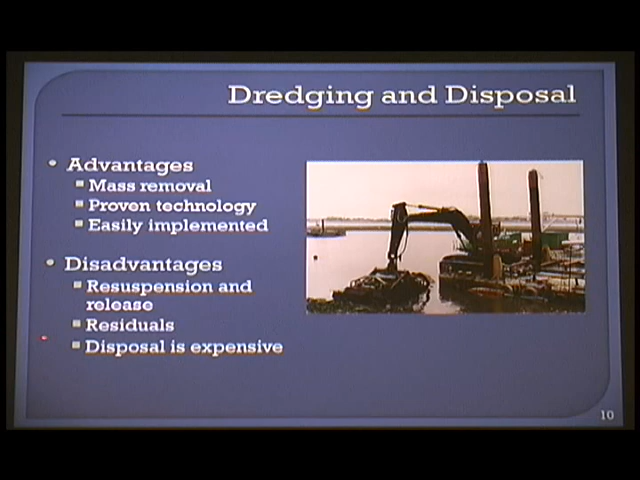 Dredging and Disposal
Advantages
Mass removal
Proven technology
Easily implemented
Disadvantages
Resuspension and
release
Residuals
Disposal is expensive
10